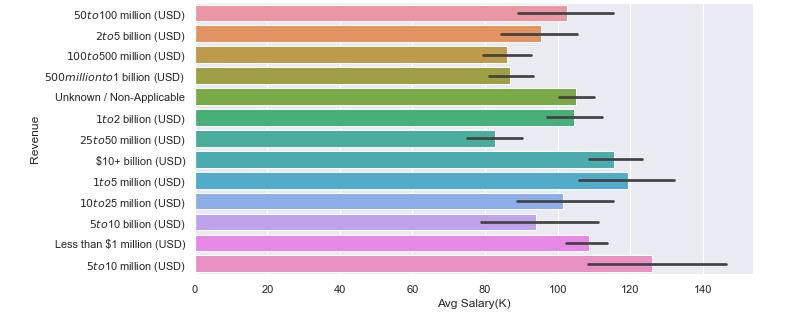 50to100 million (USD)
2to5 billion (USD)
100to500 million (USD)
500millionto1 billion (USD)
Unknown / Non-Applicable
1to2 billion (USD)
25to50 million (USD)
$10+ billion (USD)
1to5 million (USD)
10to25 million (USD)
5to10 billion (USD)
Less than $1 million (USD)
5to10 million (USD)
Revenue
0 20 40 60 80 100 120 140
Avg Salary(K)